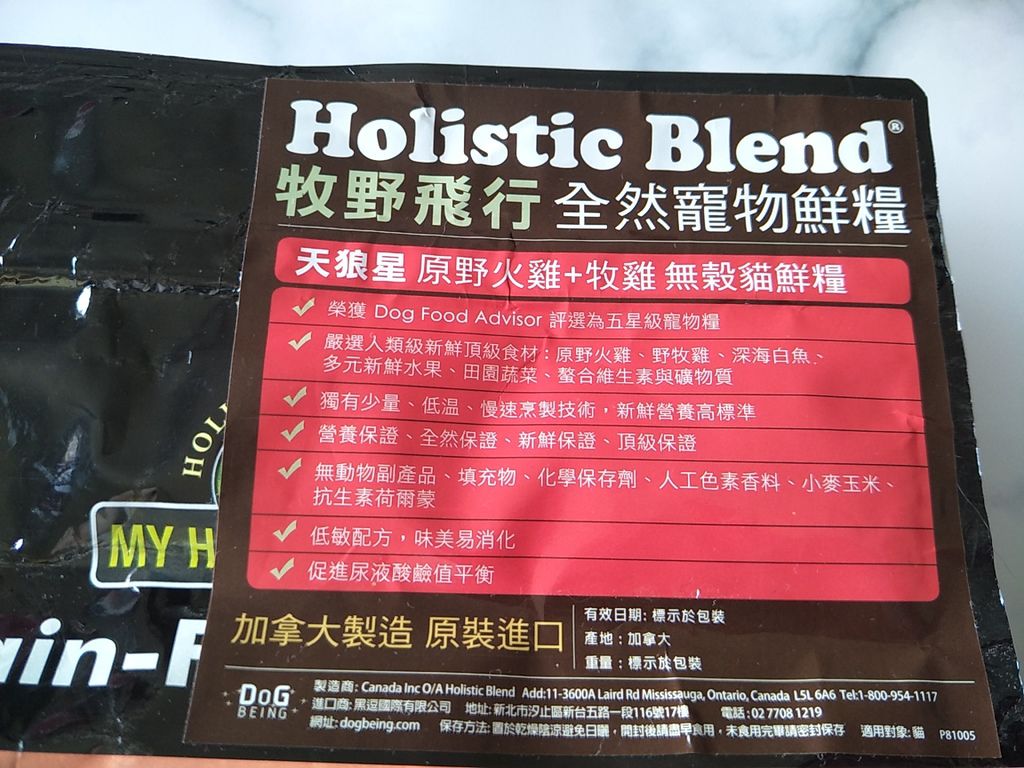 Holistic Blend®
牧野飛行 全然寵物鮮糧
天狼星 原野火雞+牧雞 無穀貓鮮糧
榮獲 Dog Food Advisor 評選為五星級寵物糧
嚴選人類級新鮮頂級食材：原野火雞、野牧雞、深海白魚、
多元新鮮水果、田園蔬菜、螯合維生素與礦物質
獨有少量、低温、慢速烹製技術，新鮮營養高標準
營養保證、全然保證、新鮮保證、頂級保證
無動物副產品、填充物、化學保存劑、人工色素香料、小麥玉米、
抗生素荷爾蒙
低敏配方，味美易消化
促進尿液酸鹼值平衡
HOLI
MY H
ain-F
加拿大製造 原裝進口
有效日期: 標示於包裝
產地：加拿大
重量：標示於包裝
DoG BEING
製造商: Canada Inc O/A Holistic Blend Add:11-3600A Laird Rd Mississauga, Ontario, Canada L5L 6A6 Tel:1-800-954-1117
進口商: 黑逗國際有限公司 地址: 新北市汐止區新台五路一段116號17樓 電話: 02 7708 1219
網址: dogbeing.com 保存方法: 置於乾燥陰涼避免日曬，開封後請盡早食用，未食用完畢請密封保存 適用對象: 貓 P81005